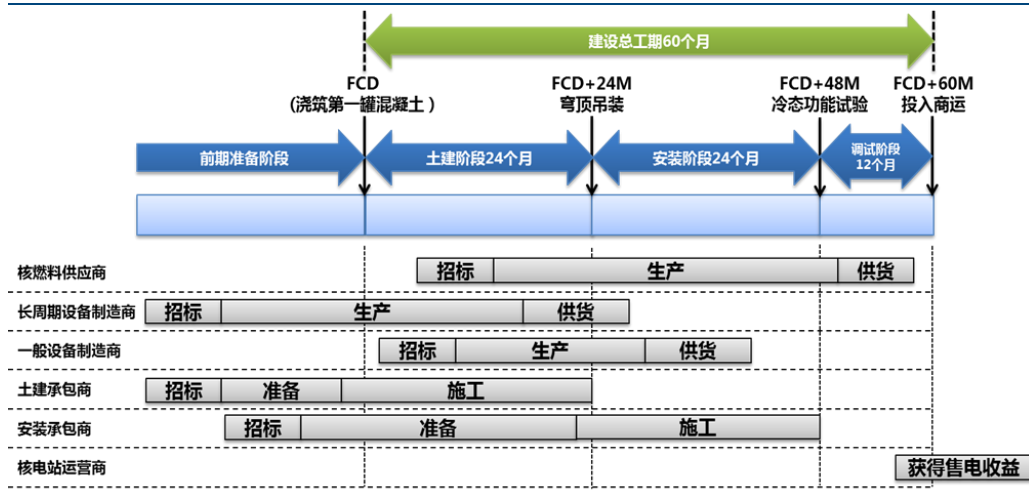 建设总工期60个月
FCD
（浇筑第一罐混凝土）
FCD+24M
穹顶吊装
FCD+48M
冷态功能试验
FCD+60M
投入商运
前期准备阶段
土建阶段24个月
安装阶段24个月
调试阶段
12个月
核燃料供应商 招标 生产 供货
长周期设备制造商 招标 生产 供货
一般设备制造商 招标 生产 供货
土建承包商 招标 准备 施工
安装承包商 招标 准备 施工
核电站运营商 获得售电收益